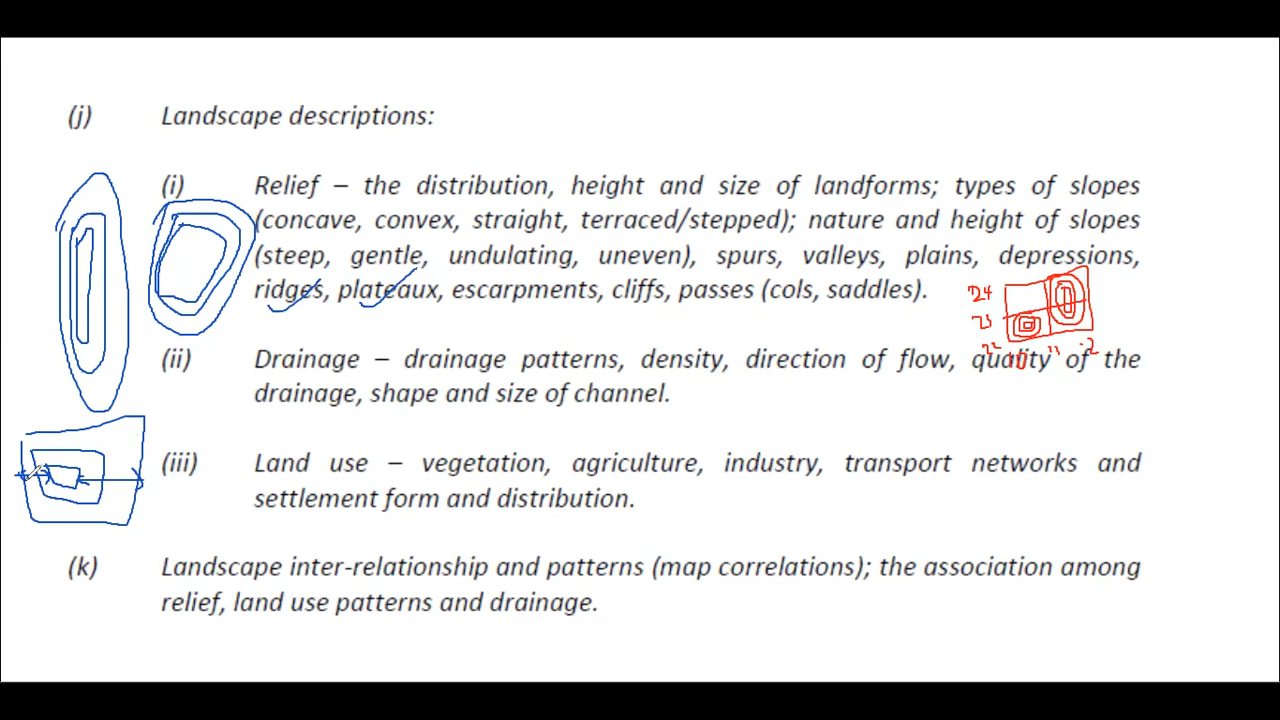 (j) Landscape descriptions:
(i) Relief – the distribution, height and size of landforms; types of slopes
(concave, convex, straight, terraced/stepped); nature and height of slopes
(steep, gentle, undulating, uneven), spurs, valleys, plains, depressions,
ridges, plateaux, escarpments, cliffs, passes (cols, saddles).
24
23
22 10 11 12
(ii) Drainage – drainage patterns, density, direction of flow, quality of the
drainage, shape and size of channel.
(iii) Land use – vegetation, agriculture, industry, transport networks and
settlement form and distribution.
(k) Landscape inter-relationship and patterns (map correlations); the association among
relief, land use patterns and drainage.